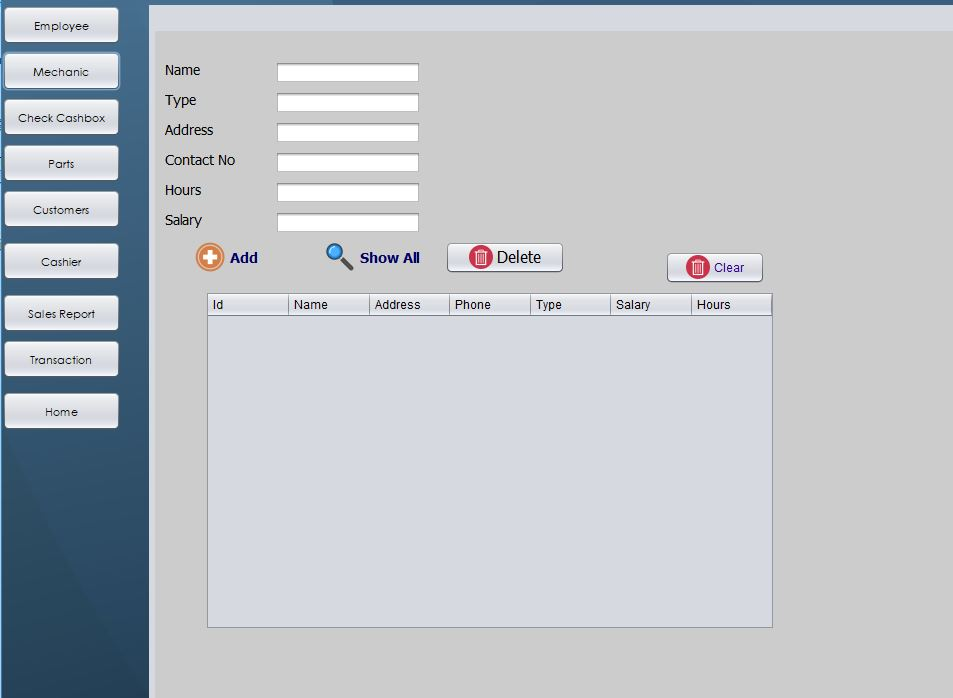 Employee
Mechanic
Check Cashbox
Parts
Customers
Cashier
Sales Report
Transaction
Home
Name
Type
Address
Contact No
Hours
Salary
Add Show All Delete Clear
Id Name Address Phone Type Salary Hours